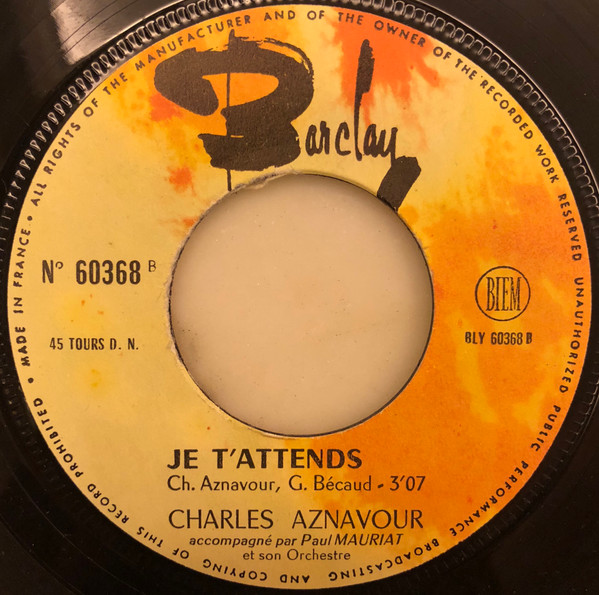 • MADE IN FRANCE. • ALL RIGHTS OF THE MANUFACTURER AND OF THE OWNER OF THE RECORDED WORK RESERVED UNAUTHORIZED PUBLIC PERFORMANCE BROADCASTING AND COPYING OF THIS RECORD PROHIBITED
Barclay
N° 60368 B
45 TOURS D. N.
BIEM
BLY 60368 B
JE T'ATTENDS
Ch. Aznavour, G. Bécaud - 3'07
CHARLES AZNAVOUR
accompagné par Paul MAURIAT
et son Orchestre